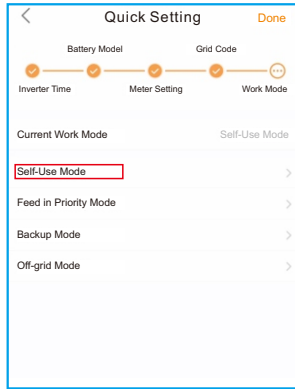 Quick Setting Done
Battery Model Grid Code
Inverter Time Meter Setting Work Mode
Current Work Mode Self-Use Mode
Self-Use Mode
Feed in Priority Mode
Backup Mode
Off-grid Mode